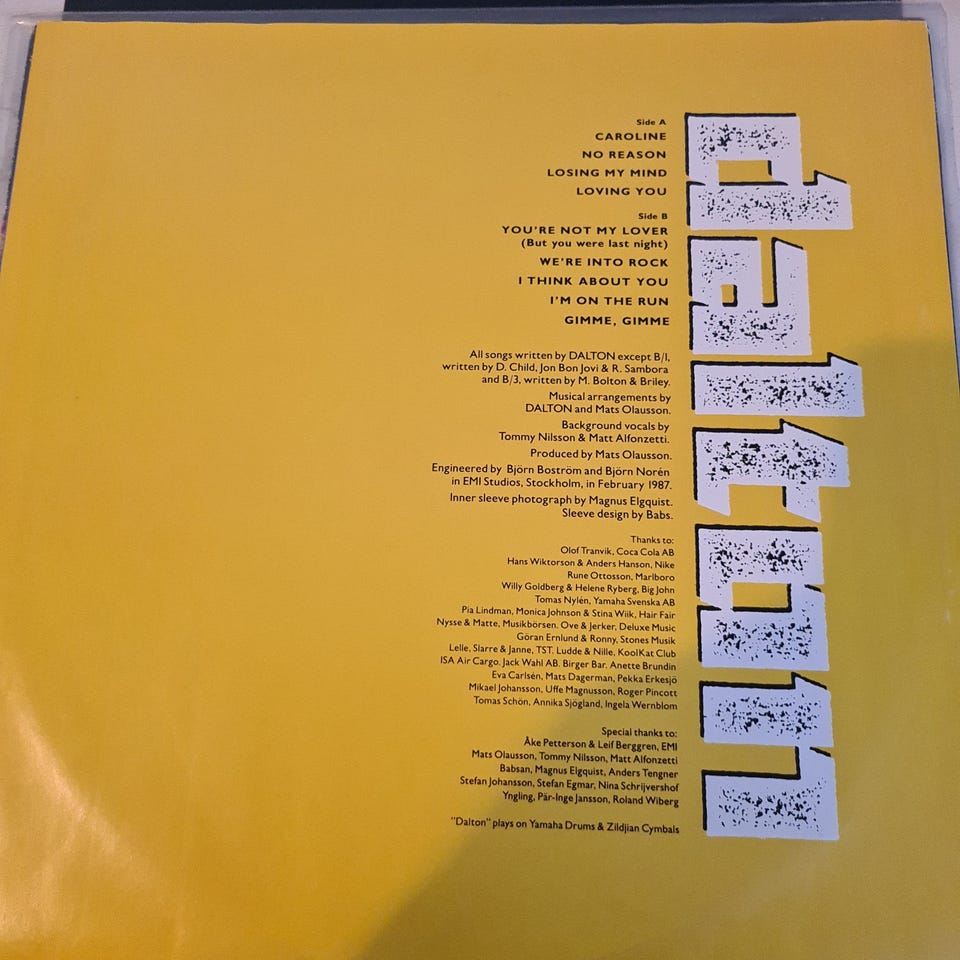 Side A
CAROLINE
NO REASON
LOSING MY MIND
LOVING YOU
Side B
YOU'RE NOT MY LOVER
(But you were last night)
WE'RE INTO ROCK
I THINK ABOUT YOU
I'M ON THE RUN
GIMME, GIMME
All songs written by DALTON except B/1,
written by D. Child, Jon Bon Jovi & R. Sambora
and B/3, written by M. Bolton & Briley.
Musical arrangements by
DALTON and Mats Olausson.
Background vocals by
Tommy Nilsson & Matt Alfonzetti.
Produced by Mats Olausson.
Engineered by Björn Boström and Björn Norén
in EMI Studios, Stockholm, in February 1987.
Inner sleeve photograph by Magnus Elgquist.
Sleeve design by Babs.
Thanks to:
Olof Tranvik, Coca Cola AB
Hans Wiktorson & Anders Hanson, Nike
Rune Ottosson, Marlboro
Willy Goldberg & Helene Ryberg, Big John
Tomas Nylén, Yamaha Svenska AB
Pia Lindman, Monica Johnson & Stina Wiik, Hair Fair
Nysse & Matte, Musikbörsen. Ove & Jerker, Deluxe Music
Göran Ernlund & Ronny, Stones Musik
Lelle, Slarre & Janne, TST. Ludde & Nille, KoolKat Club
ISA Air Cargo. Jack Wahl AB. Birger Bar. Anette Brundin
Eva Carlsén, Mats Dagerman, Pekka Erkesjö
Mikael Johansson, Uffe Magnusson, Roger Pincott
Tomas Schön, Annika Sjögland, Ingela Wernblom
Special thanks to:
Åke Petterson & Leif Berggren, EMI
Mats Olausson, Tommy Nilsson, Matt Alfonzetti
Babsan, Magnus Elgquist, Anders Tengner
Stefan Johansson, Stefan Egmar, Nina Schrijvershof
Yngling, Pär-Inge Jansson, Roland Wiberg
"Dalton" plays on Yamaha Drums & Zildjian Cymbals
dalton